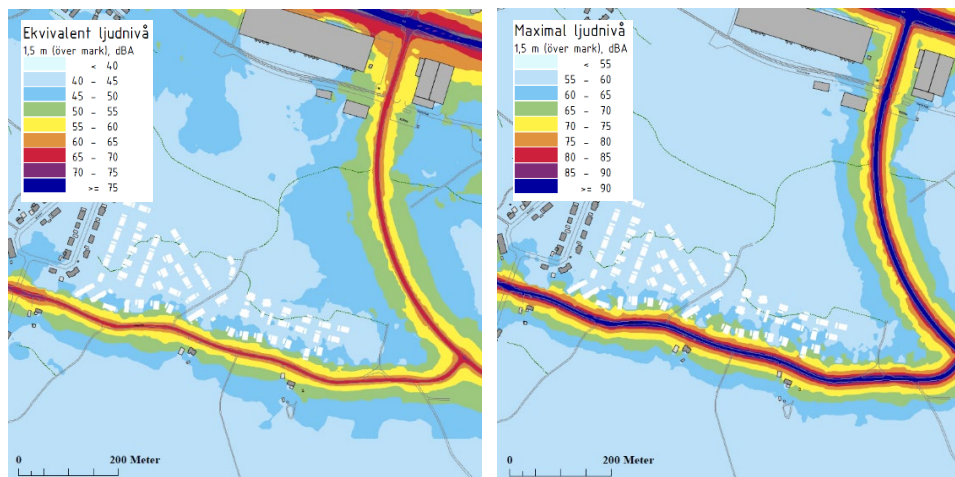 Ekvivalent ljudnivå
1,5 m (över mark), dBA
< 40
40 – 45
45 – 50
50 – 55
55 – 60
60 – 65
65 – 70
70 – 75
>= 75
0
200 Meter
Maximal ljudnivå
1,5 m (över mark), dBA
< 55
55 – 60
60 – 65
65 – 70
70 – 75
75 – 80
80 – 85
85 – 90
>= 90
0
200 Meter